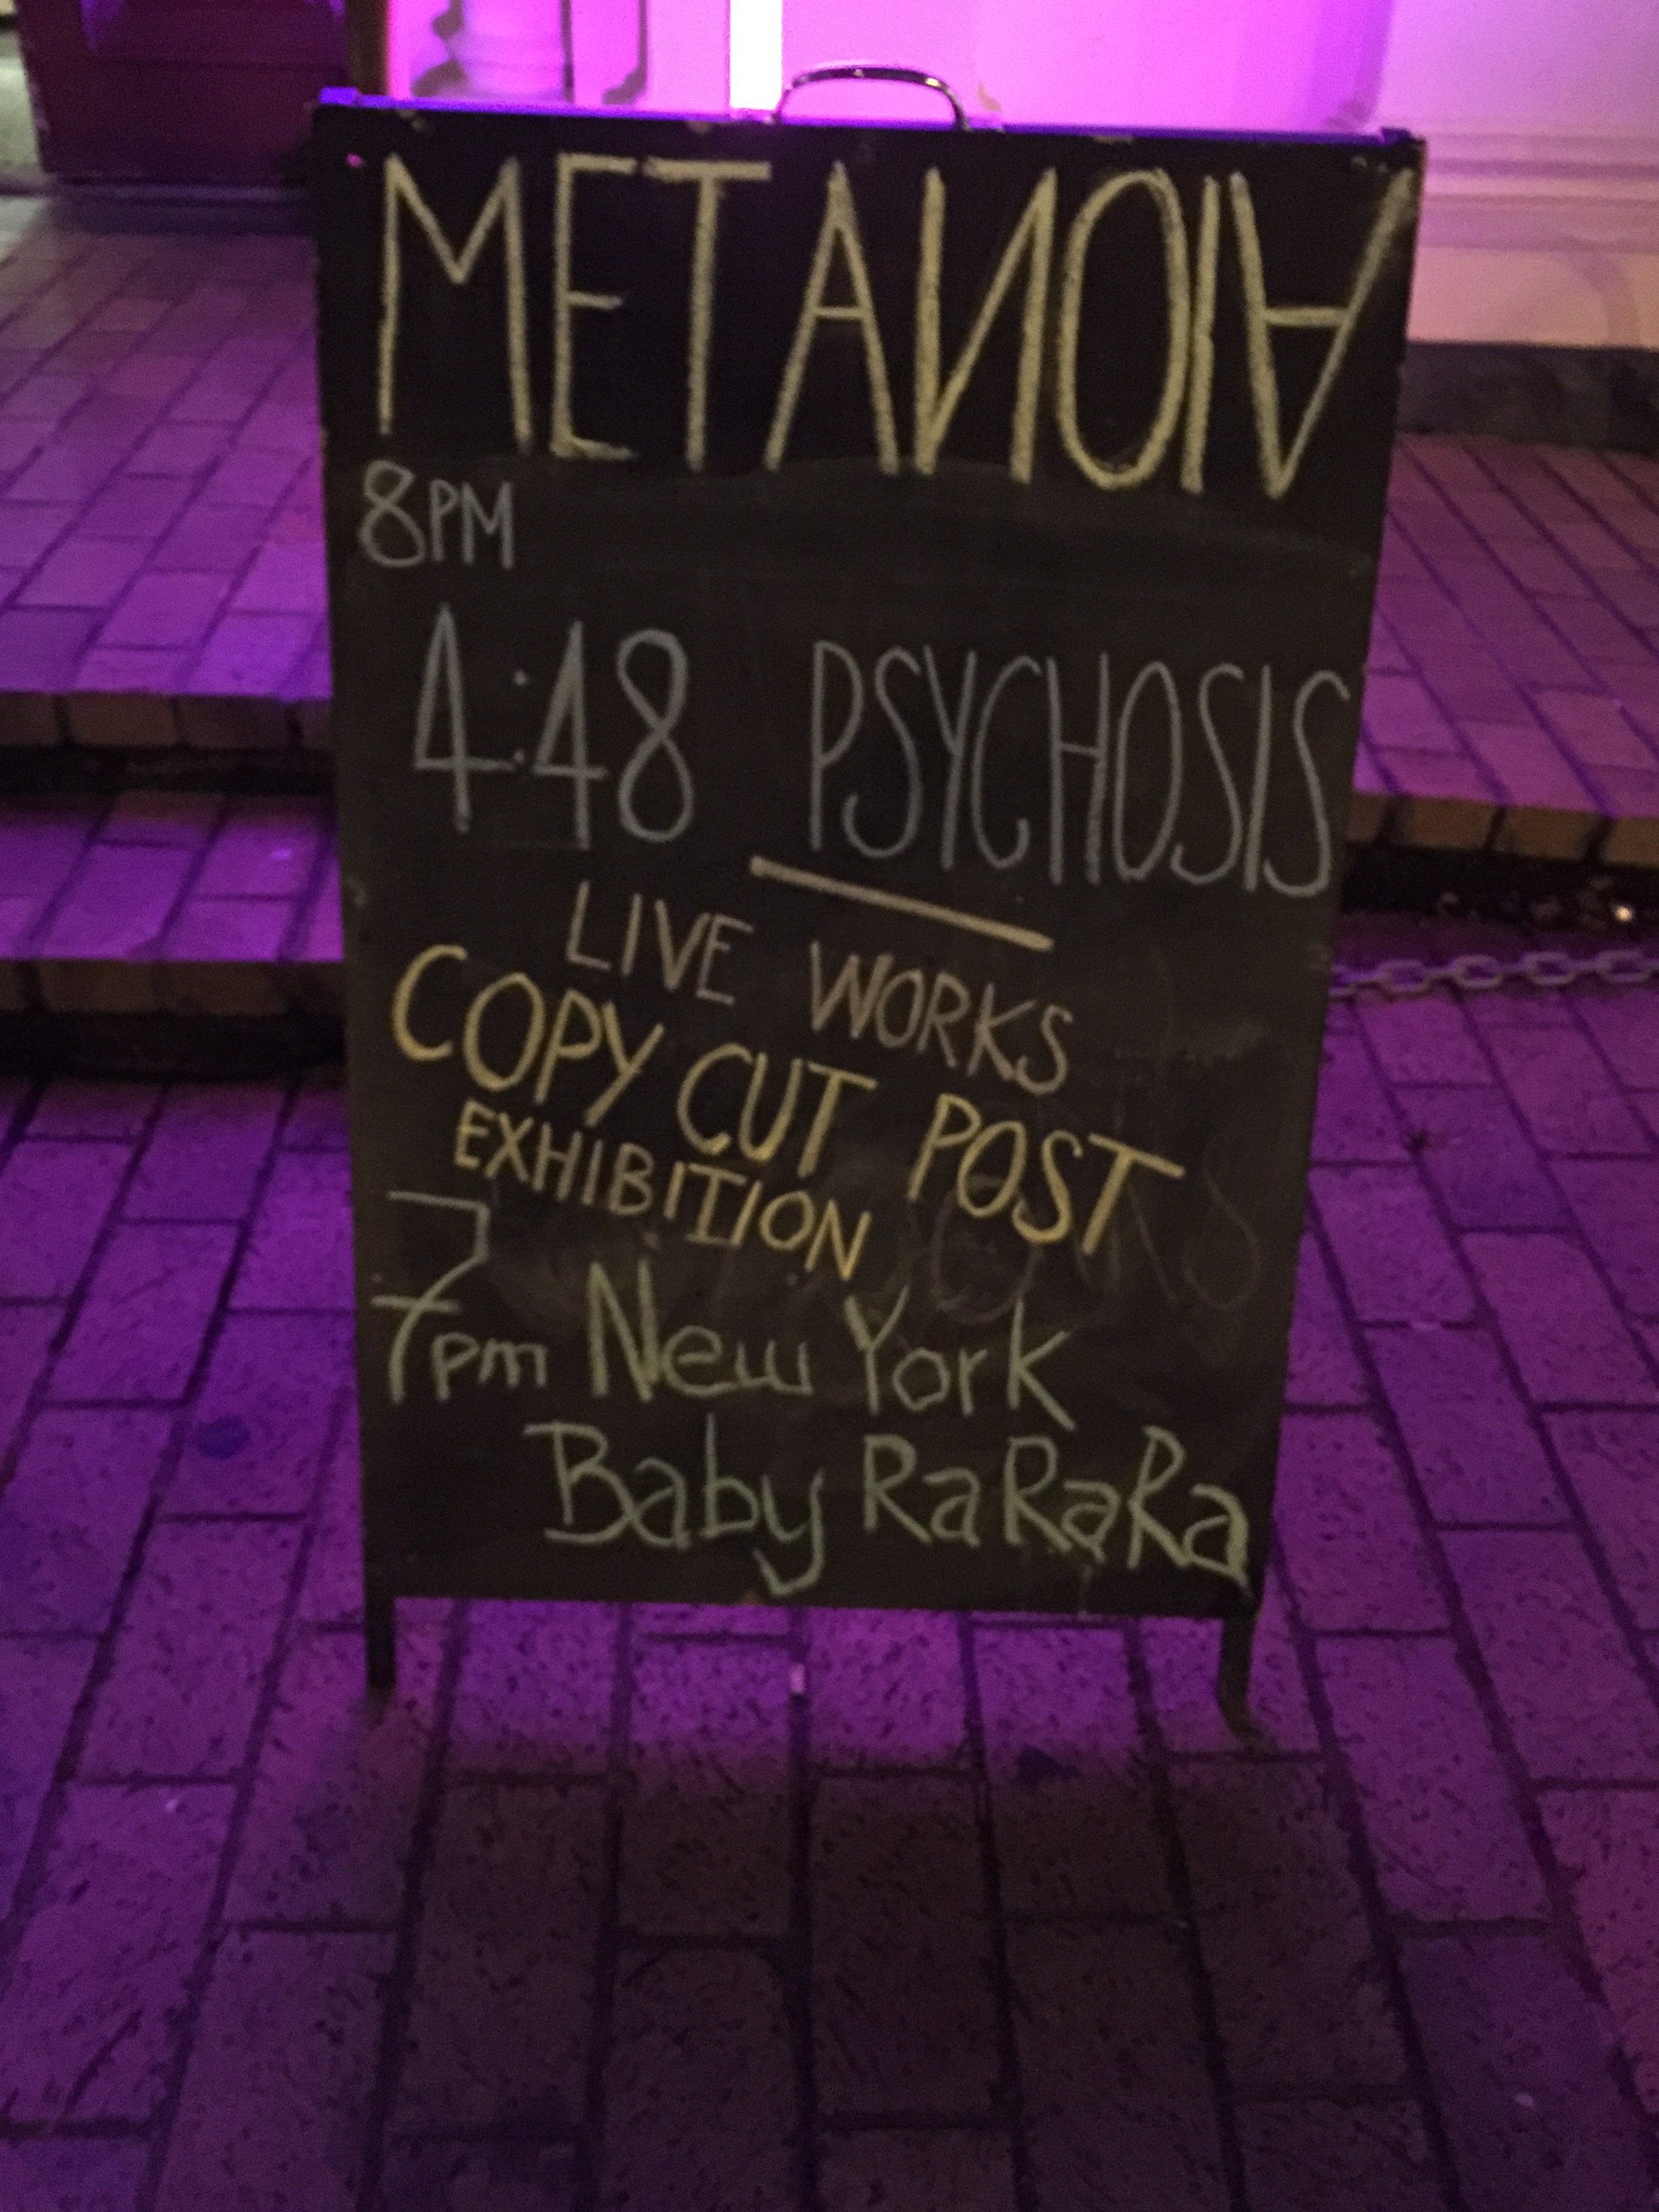 METANOIA
8PM
4:48 PSYCHOSIS
LIVE WORKS
COPY CUT POST
EXHIBITION
7pm New York
Baby RaRaRa